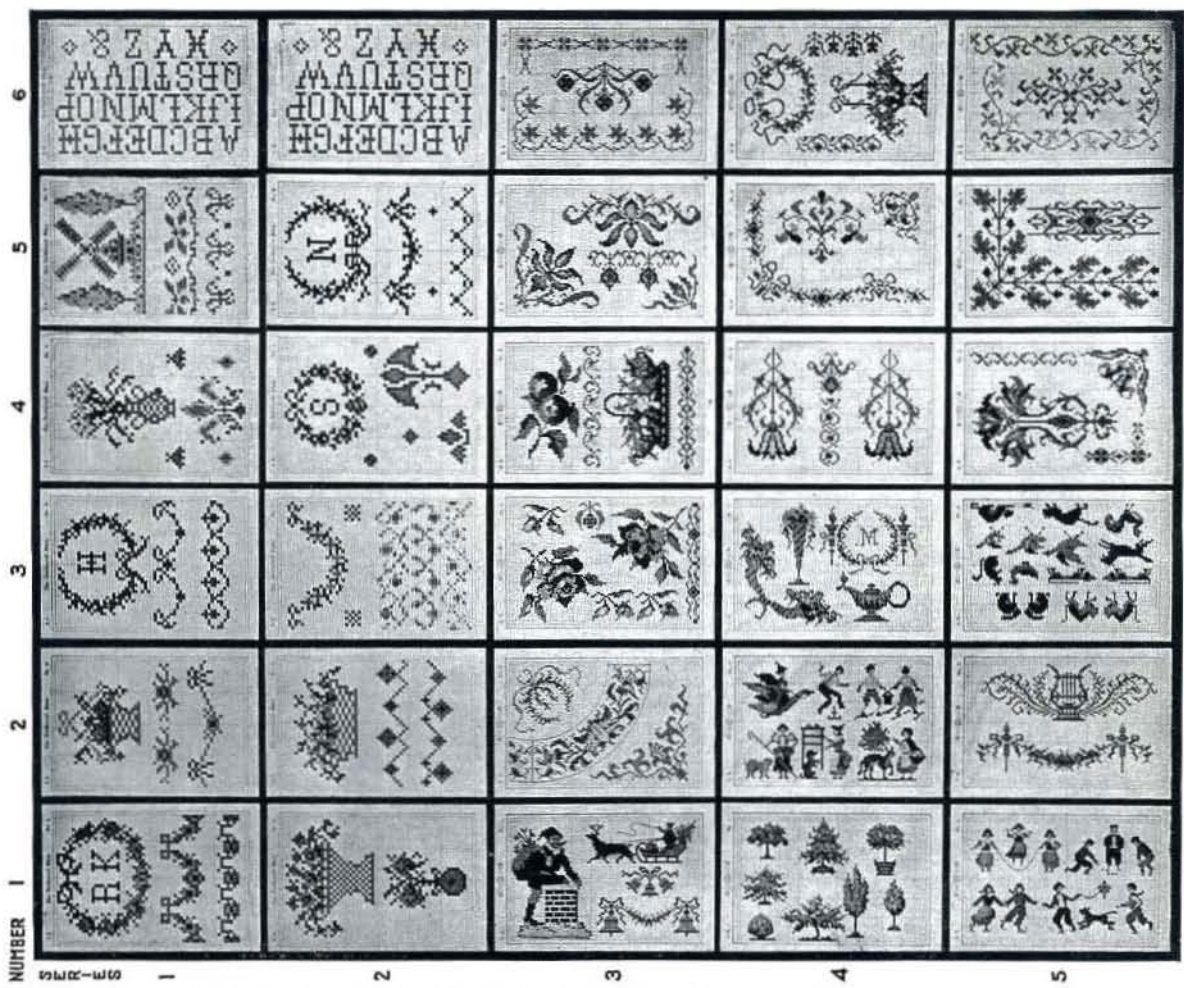 NUMBER 1 2 3 4 5 6
SERIES
1
RK
H
ABCDEFGH
IJKLMNOP
QRSTUVW
XYZ&
2
S
N
ABCDEFGH
IJKLMNOP
QRSTUVW
XYZ&
3
4
M
5